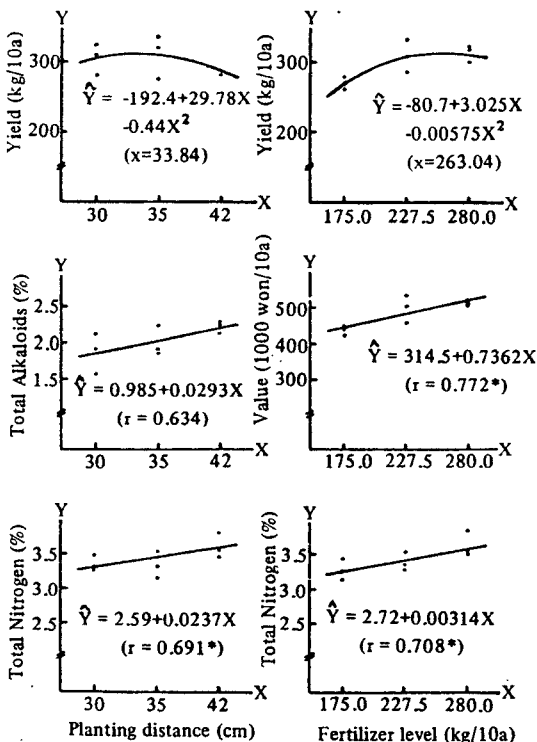 Y
Yield (kg/10a)
300
200
Ŷ = -192.4+29.78X
-0.44X²
(x=33.84)
30 35 42 X
Y
Yield (kg/10a)
300
200
Ŷ =-80.7+3.025X
-0.00575X²
(x=263.04)
175.0 227.5 280.0 X
Y
Total Alkaloids (%)
2.5
2.0
1.5
Ŷ = 0.985+0.0293X
(r = 0.634)
30 35 42 X
Y
Value (1000 won/10a)
500
400
300
Ŷ = 314.5+0.7362X
(r = 0.772*)
175.0 227.5 280.0 X
Y
Total Nitrogen (%)
3.5
3.0
2.5
Ŷ = 2.59+0.0237X
(r = 0.691*)
30 35 42 X
Planting distance (cm)
Y
Total Nitrogen (%)
3.5
3.0
2.5
Ŷ = 2.72+0.00314X
(r = 0.708*)
175.0 227.5 280.0 X
Fertilizer level (kg/10a)